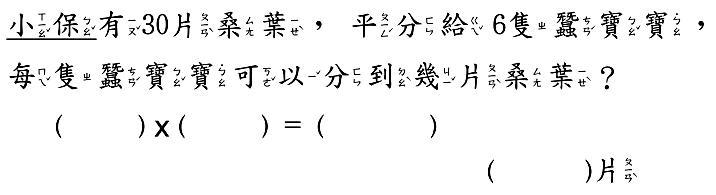 小保有30片桑葉， 平分給6隻蠶寶寶，
每隻蠶寶寶可以分到幾片桑葉？
(　　　) x (　　　) = (　　　　)
(　　　　)片